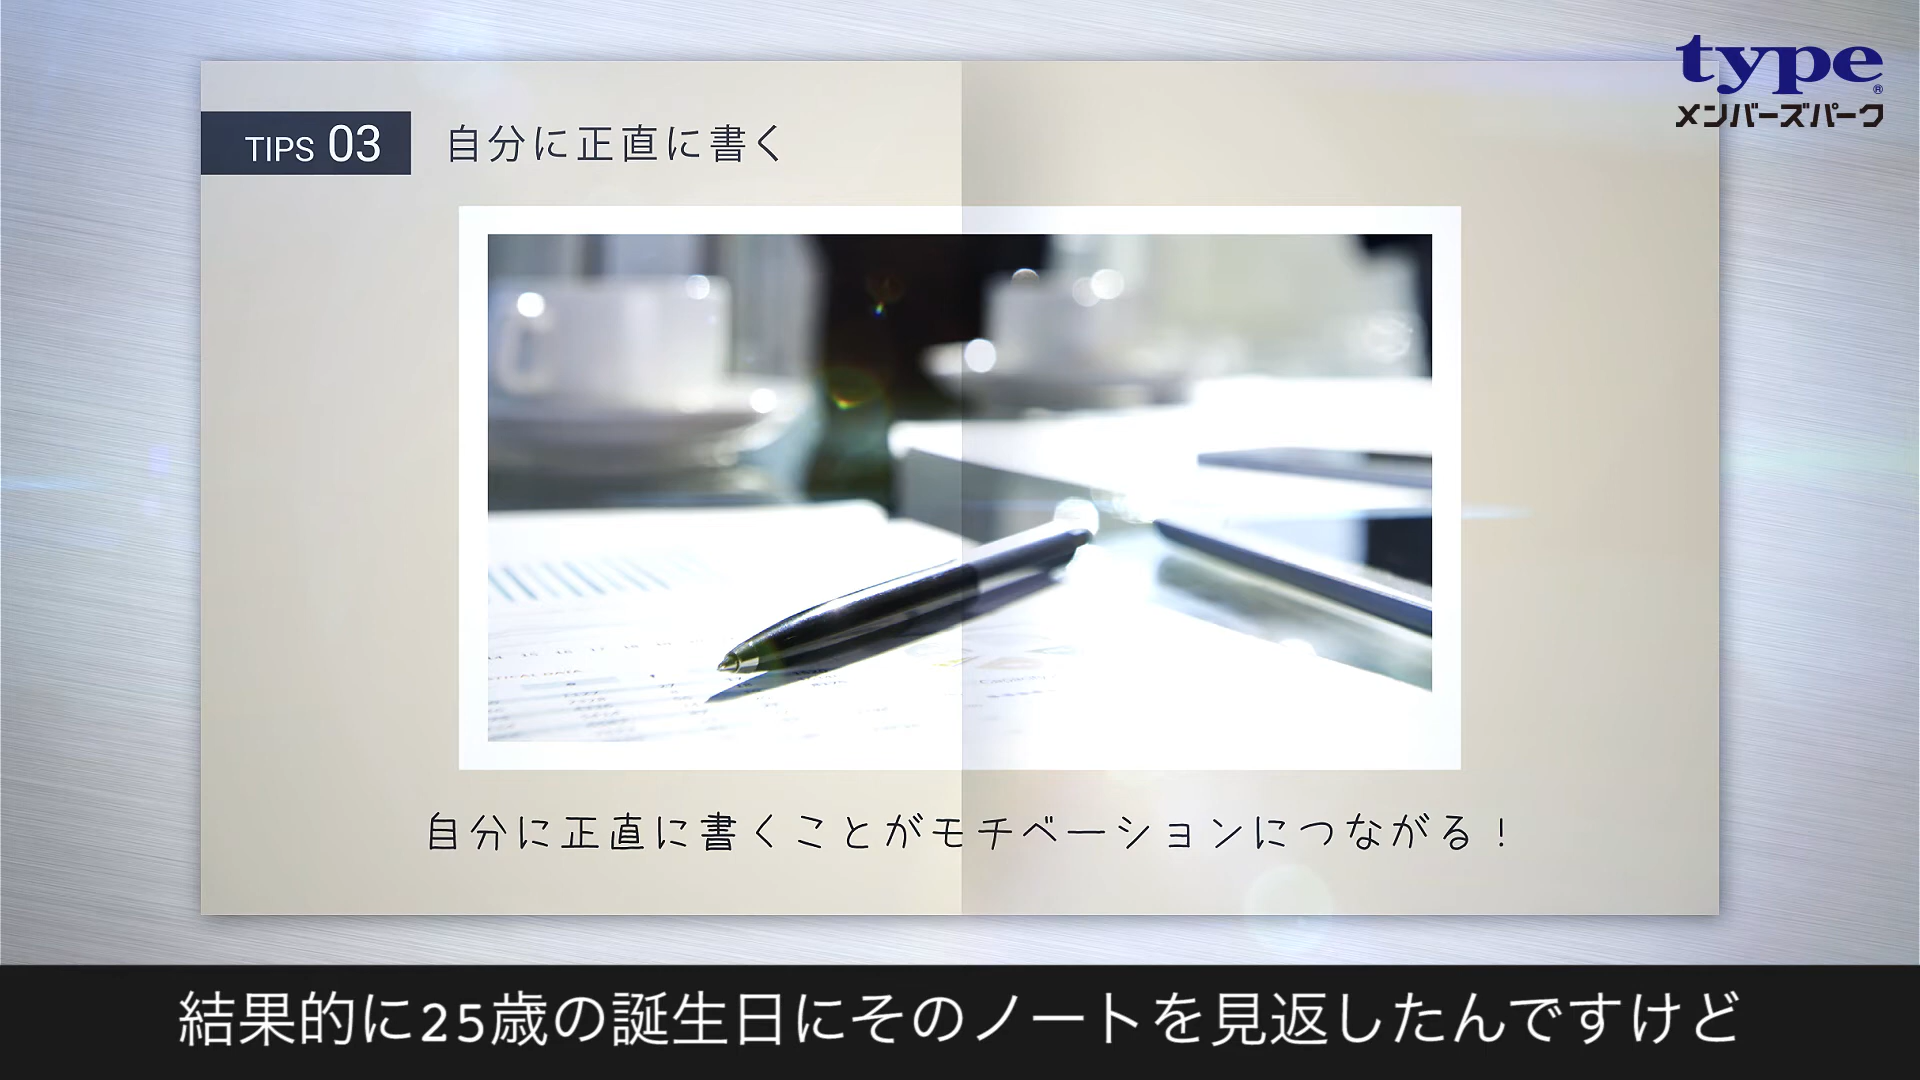 type®
メンバーズパーク
TIPS 03 自分に正直に書く
自分に正直に書くことがモチベーションにつながる！
結果的に25歳の誕生日にそのノートを見返したんですけど